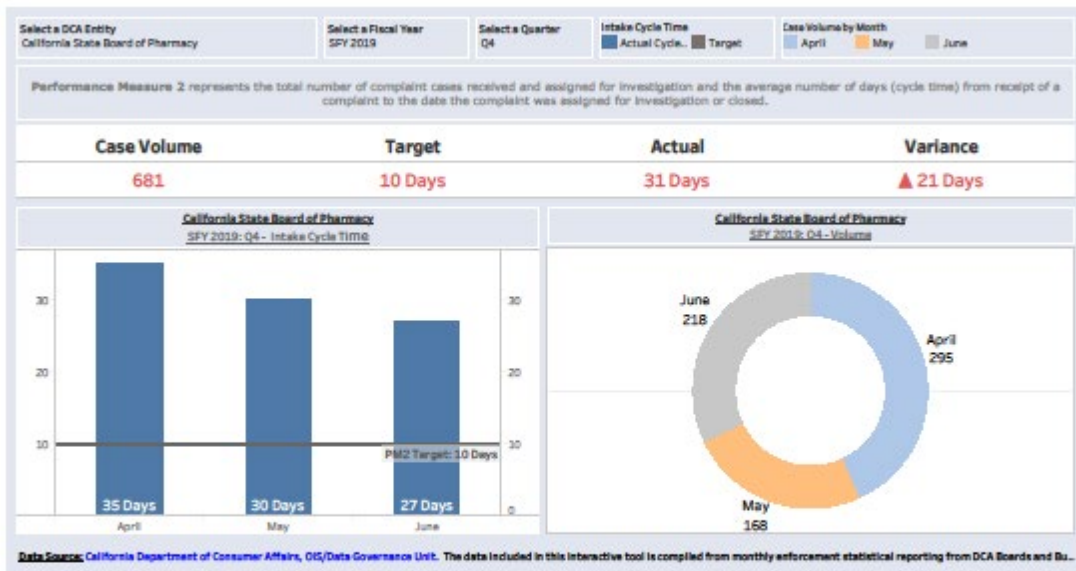 Select a DCA Entity
California State Board of Pharmacy
Select a Fiscal Year
SFY 2019
Select a Quarter
Q4
Intake Cycle Time
Actual Cycle..
Target
Case Volume by Month
April
May
June
Performance Measure 2 represents the total number of complaint cases received and assigned for investigation and the average number of days (cycle time) from receipt of a
complaint to the date the complaint was assigned for investigation or closed.
Case Volume
Target
Actual
Variance
681
10 Days
31 Days
▲ 21 Days
California State Board of Pharmacy
SFY 2019: Q4 - Intake Cycle Time
30
20
10
30
20
10
0
PM2 Target: 10 Days
35 Days
30 Days
27 Days
April
May
June
California State Board of Pharmacy
SFY 2019: Q4 - Volume
June
218
April
295
May
168
Data Source: California Department of Consumer Affairs, OIS/Data Governance Unit. The data included in this interactive tool is compiled from monthly enforcement statistical reporting from DCA Boards and Bu..